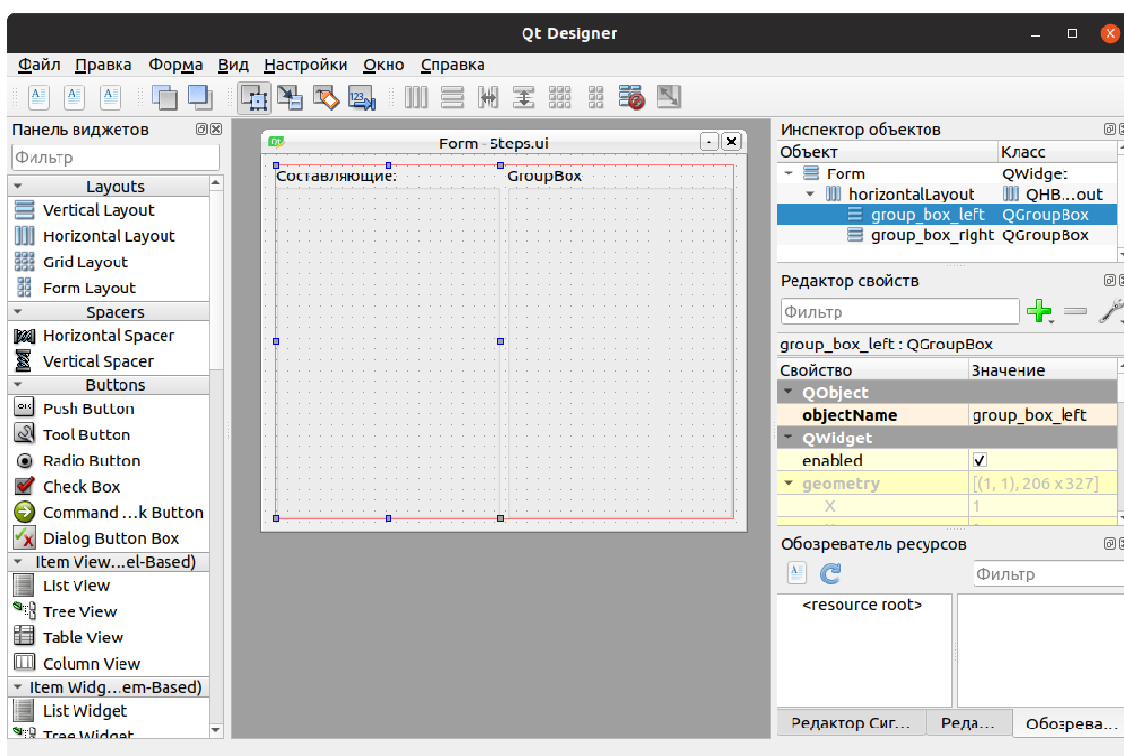 Qt Designer
Файл Правка Форма Вид Настройки Окно Справка
Панель виджетов
Фильтр
Layouts
Vertical Layout
Horizontal Layout
Grid Layout
Form Layout
Spacers
Horizontal Spacer
Vertical Spacer
Buttons
Push Button
Tool Button
Radio Button
Check Box
Command ...k Button
Dialog Button Box
Item View...el-Based)
List View
Tree View
Table View
Column View
Item Widg...em-Based)
List Widget
Tree Widget
Form - Steps.ui
Составляющие: GroupBox
Инспектор объектов
Объект Класс
Form QWidget
horizontalLayout QHB...out
group_box_left QGroupBox
group_box_right QGroupBox
Редактор свойств
Фильтр
group_box_left : QGroupBox
Свойство Значение
QObject
objectName group_box_left
QWidget
enabled
geometry [(1, 1), 206 x 327]
X 1
Обозреватель ресурсов
Фильтр
<resource root>
Редактор Сиг... Реда... Обозрева...